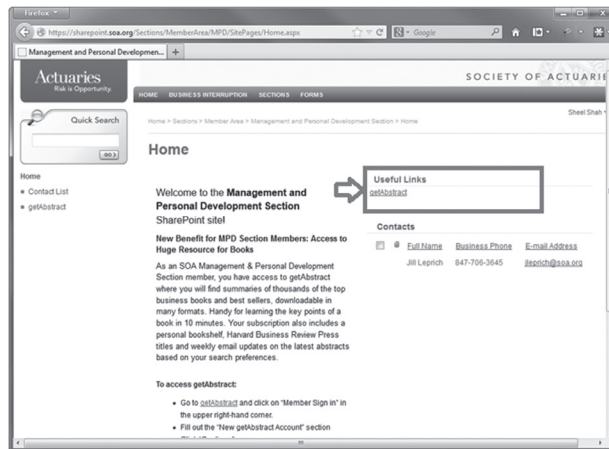 Firefox
https://sharepoint.soa.org/Sections/MemberArea/MPD/SitePages/Home.aspx
Google
Management and Personal Developmen...
Actuaries
Risk is Opportunity.
SOCIETY OF ACTUARIE
HOME BUSINESS INTERRUPTION SECTIONS FORMS
Sheel Shah
Quick Search
GO
Home > Sections > Member Area > Management and Personal Development Section > Home
Home
Home
Contact List
getAbstract
Welcome to the Management and
Personal Development Section
SharePoint site!
New Benefit for MPD Section Members: Access to
Huge Resource for Books
As an SOA Management & Personal Development
Section member, you have access to getAbstract
where you will find summaries of thousands of the top
business books and best sellers, downloadable in
many formats. Handy for learning the key points of a
book in 10 minutes. Your subscription also includes a
personal bookshelf, Harvard Business Review Press
titles and weekly email updates on the latest abstracts
based on your search preferences.
To access getAbstract:
• Go to getAbstract and click on "Member Sign in" in
the upper right-hand corner.
• Fill out the "New getAbstract Account" section
Useful Links
getAbstract
Contacts
Full Name Business Phone E-mail Address
Jill Leprich 847-706-3645 jleprich@soa.org